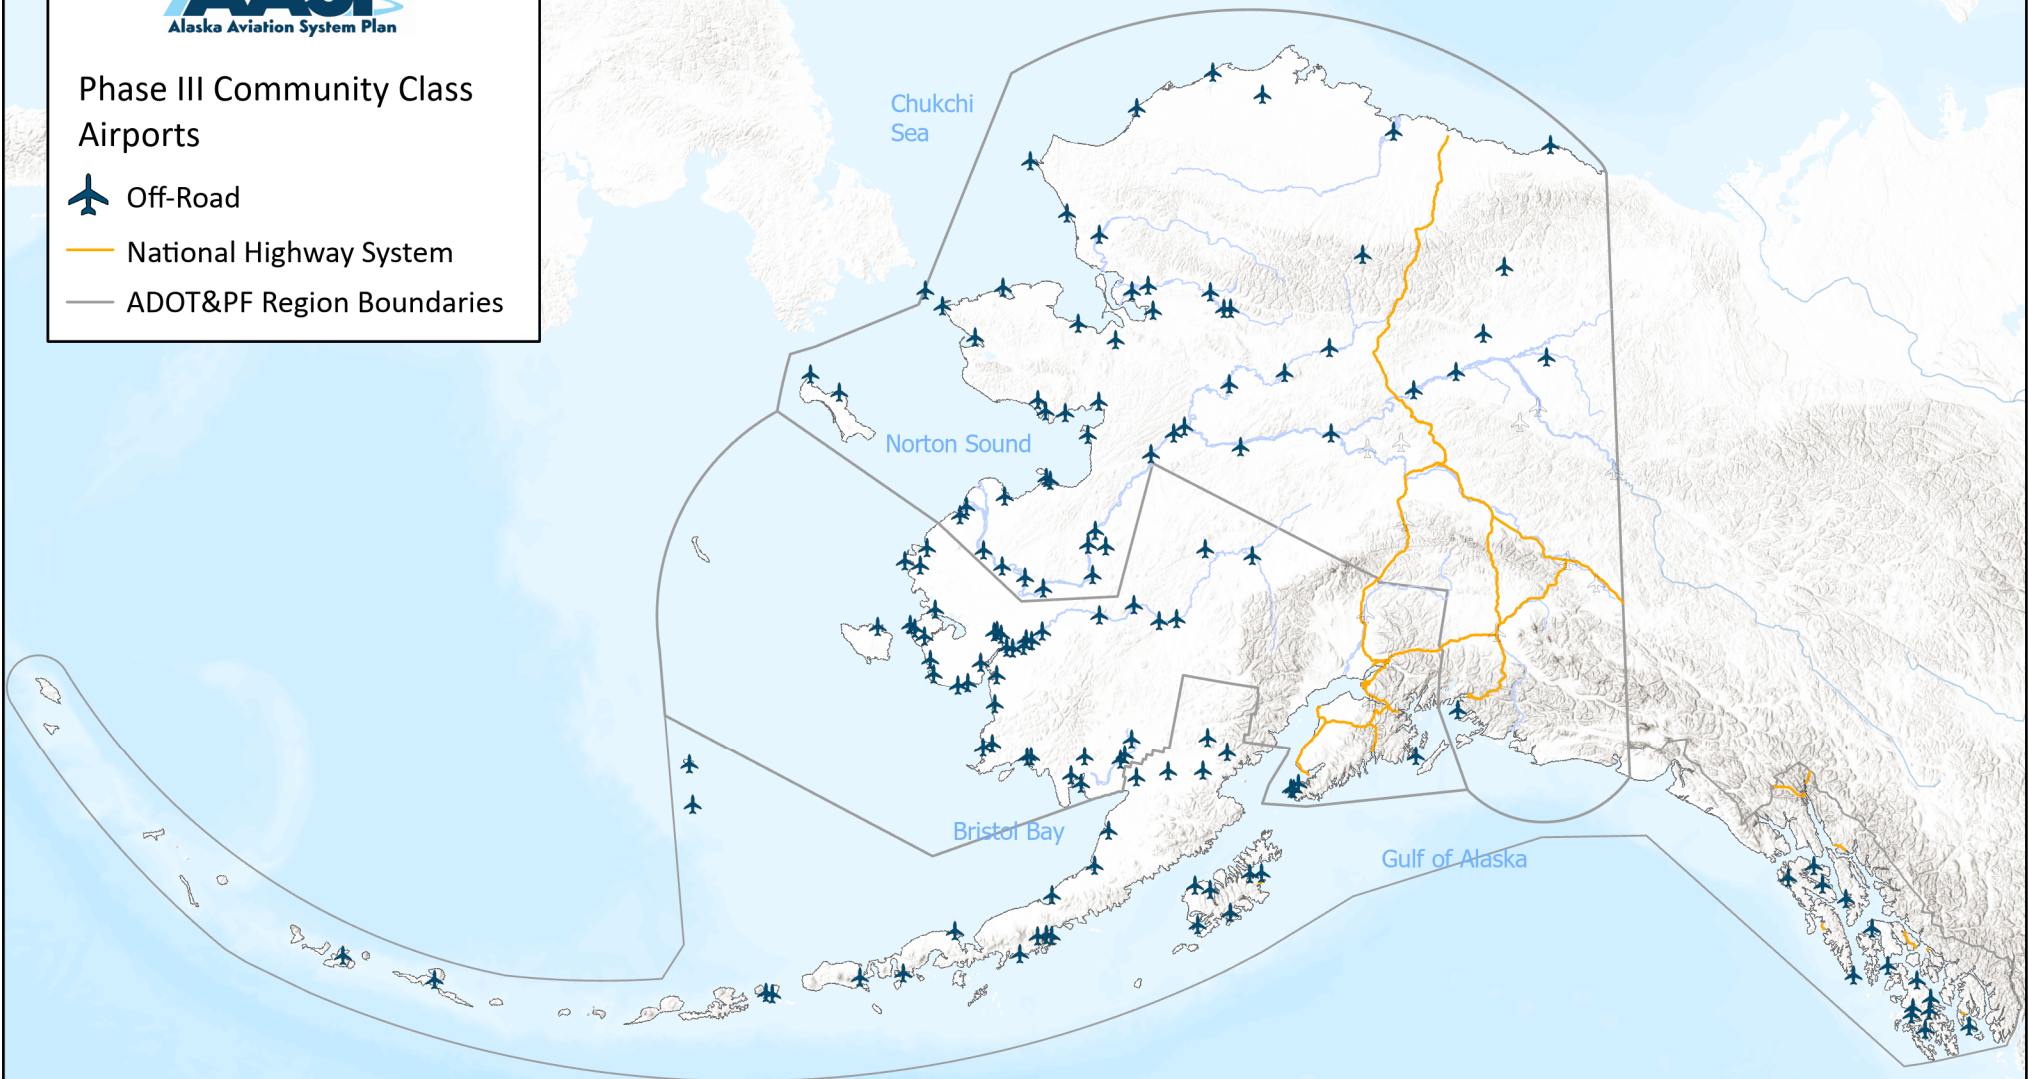 Alaska Aviation System Plan
Phase III Community Class
Airports
Off-Road
National Highway System
ADOT&PF Region Boundaries
Chukchi
Sea
Norton Sound
Bristol Bay
Gulf of Alaska